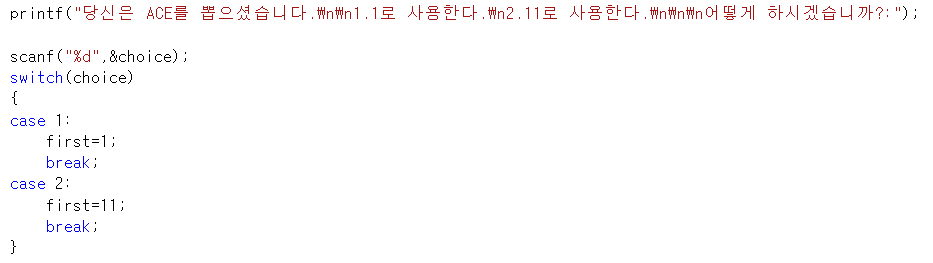 printf("당신은 ACE를 뽑으셨습니다.₩n₩n1.1로 사용한다.₩n2.11로 사용한다.₩n₩n₩n어떻게 하시겠습니까?:");
scanf("%d",&choice);
switch(choice)
{
case 1:
first=1;
break;
case 2:
first=11;
break;
}